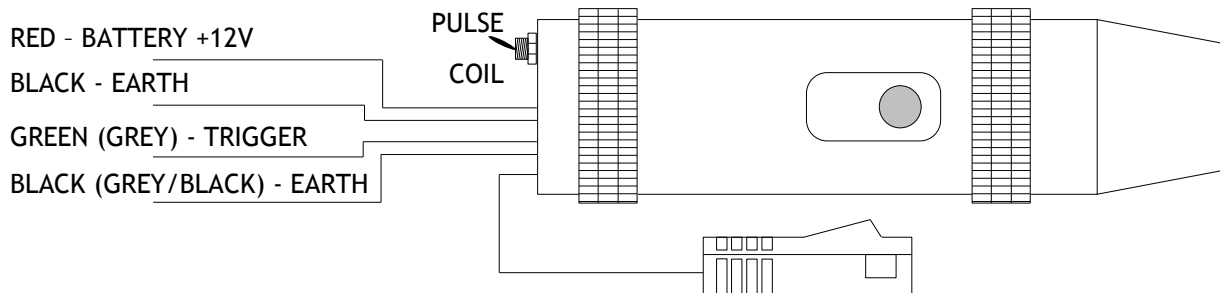 RED – BATTERY +12V
BLACK - EARTH
GREEN (GREY) - TRIGGER
BLACK (GREY/BLACK) - EARTH
PULSE
COIL